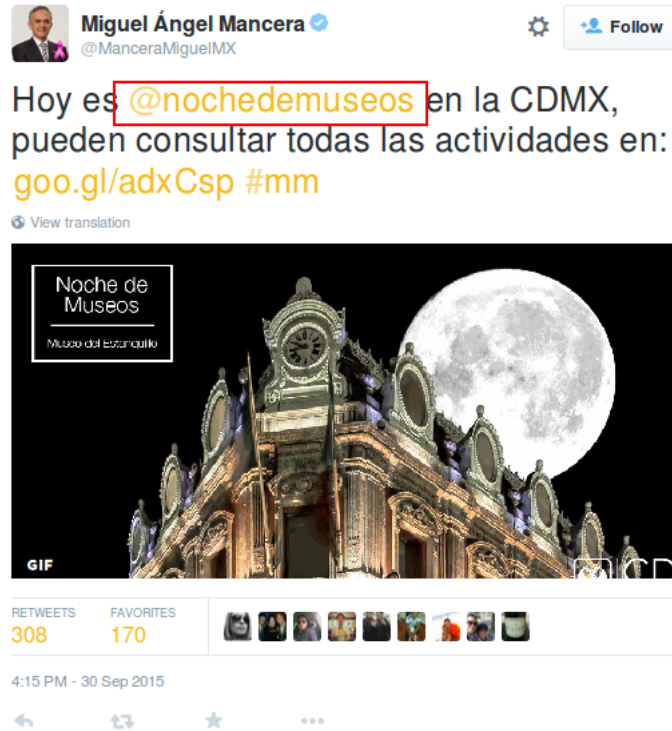 Miguel Ángel Mancera
@ManceraMiguelMX
Follow
Hoy es @nochedemuseos en la CDMX,
pueden consultar todas las actividades en:
goo.gl/adxCsp #mm
View translation
Noche de
Museos
Museo del Estanquillo
GIF
CD
RETWEETS
FAVORITES
308
170
4:15 PM - 30 Sep 2015